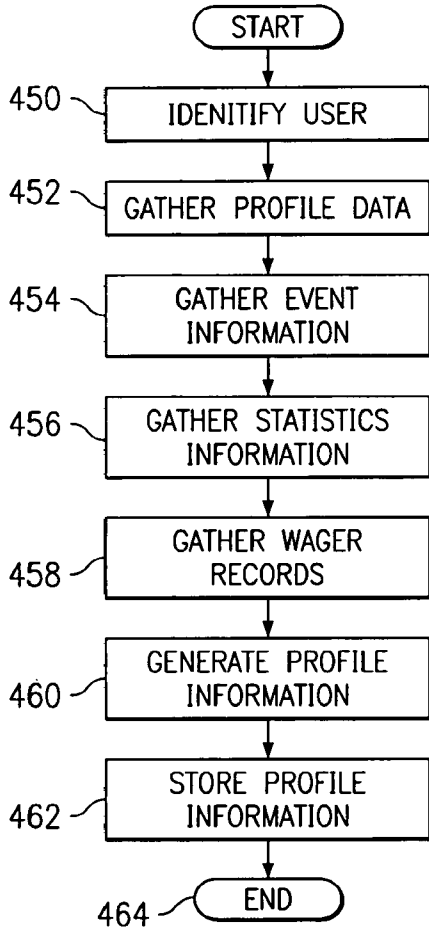 START
450
IDENITIFY USER
452
GATHER PROFILE DATA
454
GATHER EVENT
INFORMATION
456
GATHER STATISTICS
INFORMATION
GATHER WAGER
RECORDS
458
GENERATE PROFILE
INFORMATION
460
STORE PROFILE
INFORMATION
462
END
464